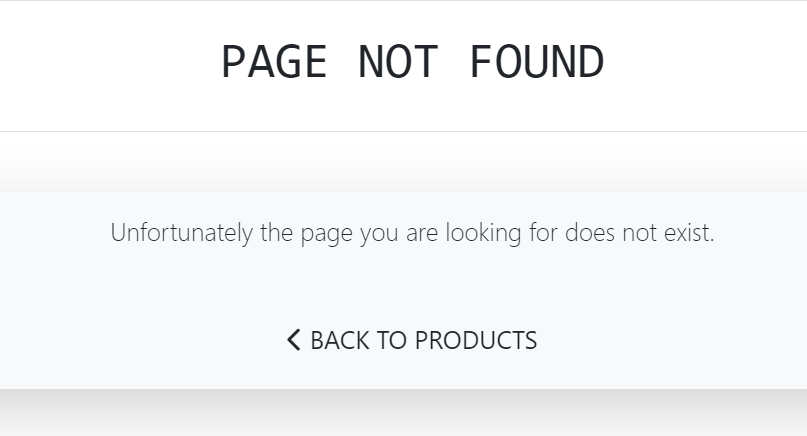 PAGE NOT FOUND
Unfortunately the page you are looking for does not exist.
BACK TO PRODUCTS